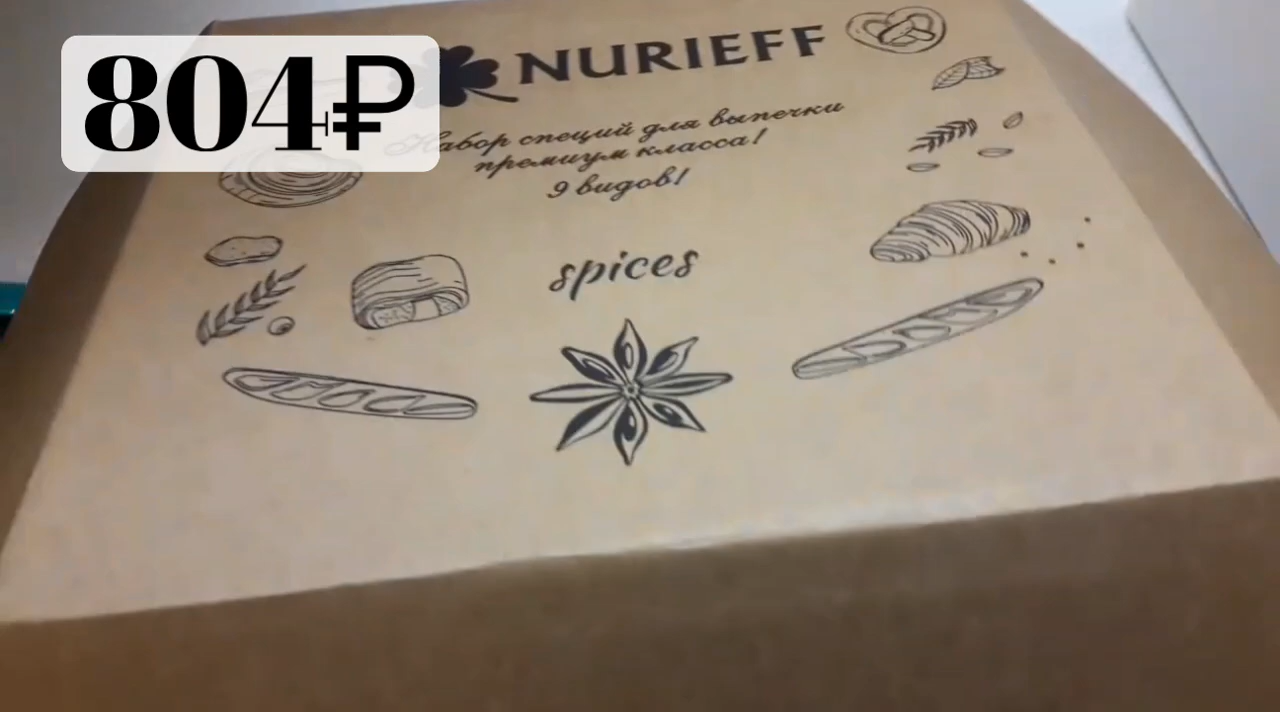 804₽
NURIEFF
Набор специй для выпечки
премиум класса!
9 видов!
spices